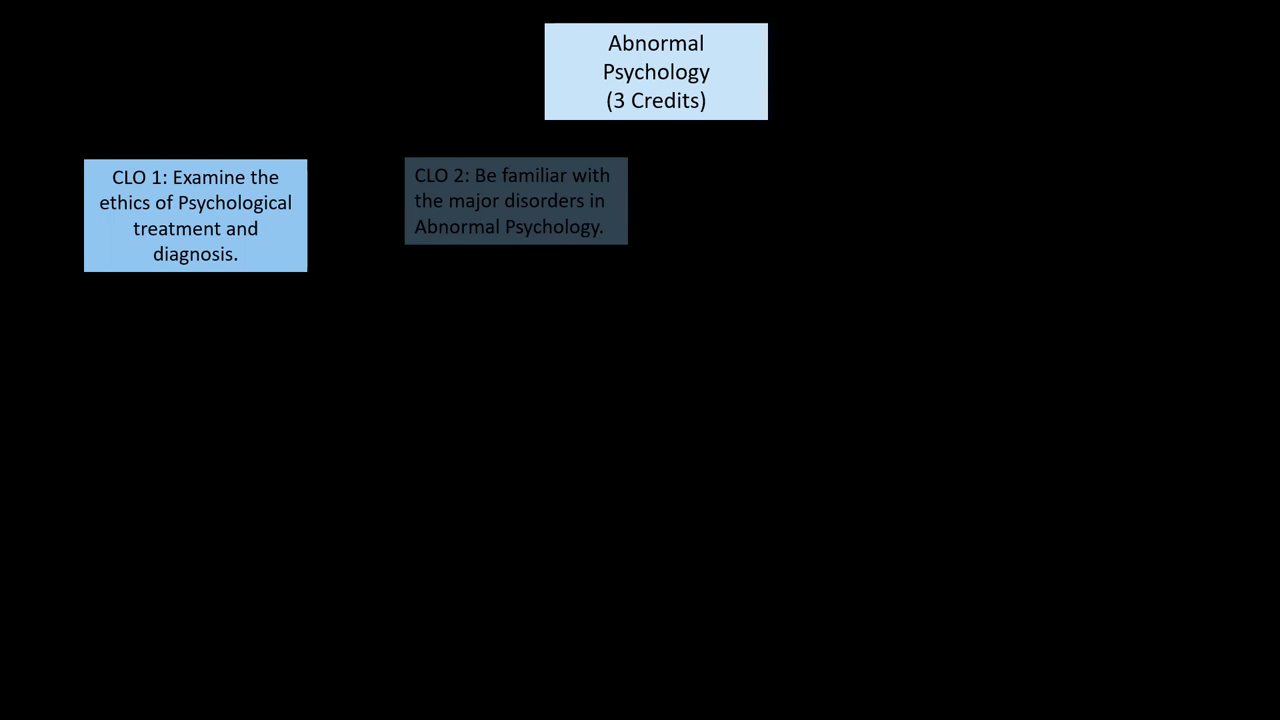 Abnormal
Psychology
(3 Credits)
CLO 1: Examine the
ethics of Psychological
treatment and
diagnosis.
CLO 2: Be familiar with
the major disorders in
Abnormal Psychology.